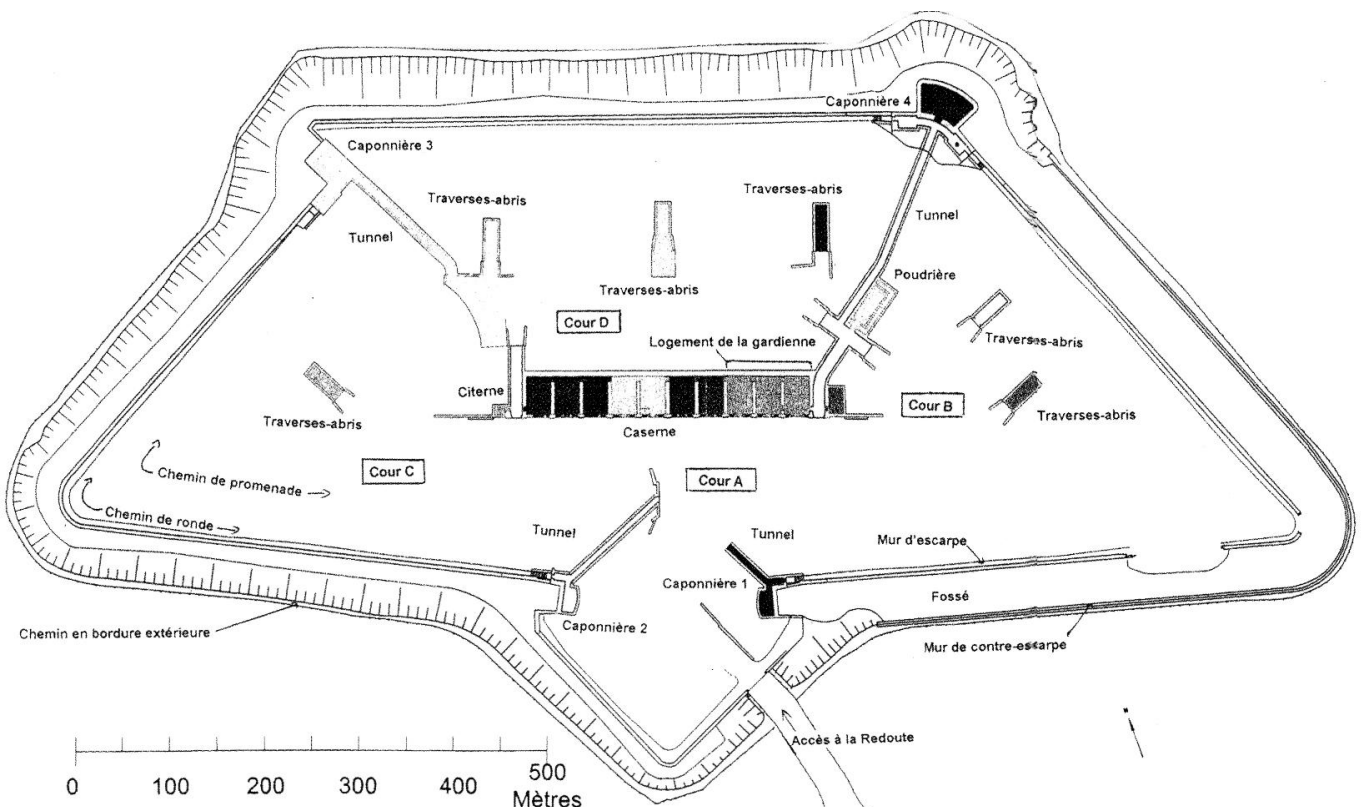 Caponnière 4
Caponnière 3
Traverses-abris
Traverses-abris
Tunnel
Tunnel
Poudrière
Traverses-abris
Cour D
Logement de la gardienne
Traverses-abris
Citerne
Cour B
Traverses-abris
Traverses-abris
Caserne
Cour C
Cour A
Chemin de promenade
Chemin de ronde
Tunnel
Tunnel
Mur d'escarpe
Caponnière 1
Fossé
Chemin en bordure extérieure
Caponnière 2
Mur de contre-escarpe
Accès à la Redoute
0 100 200 300 400 500
Mètres